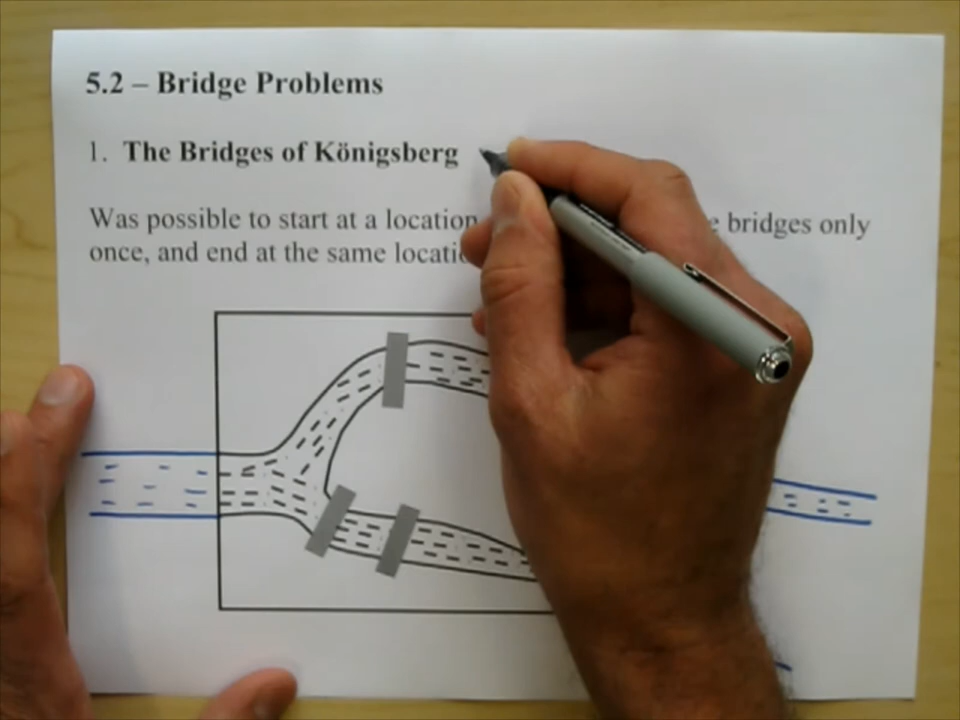 5.2 – Bridge Problems
1. The Bridges of Königsberg
Was possible to start at a location bridges only
once, and end at the same